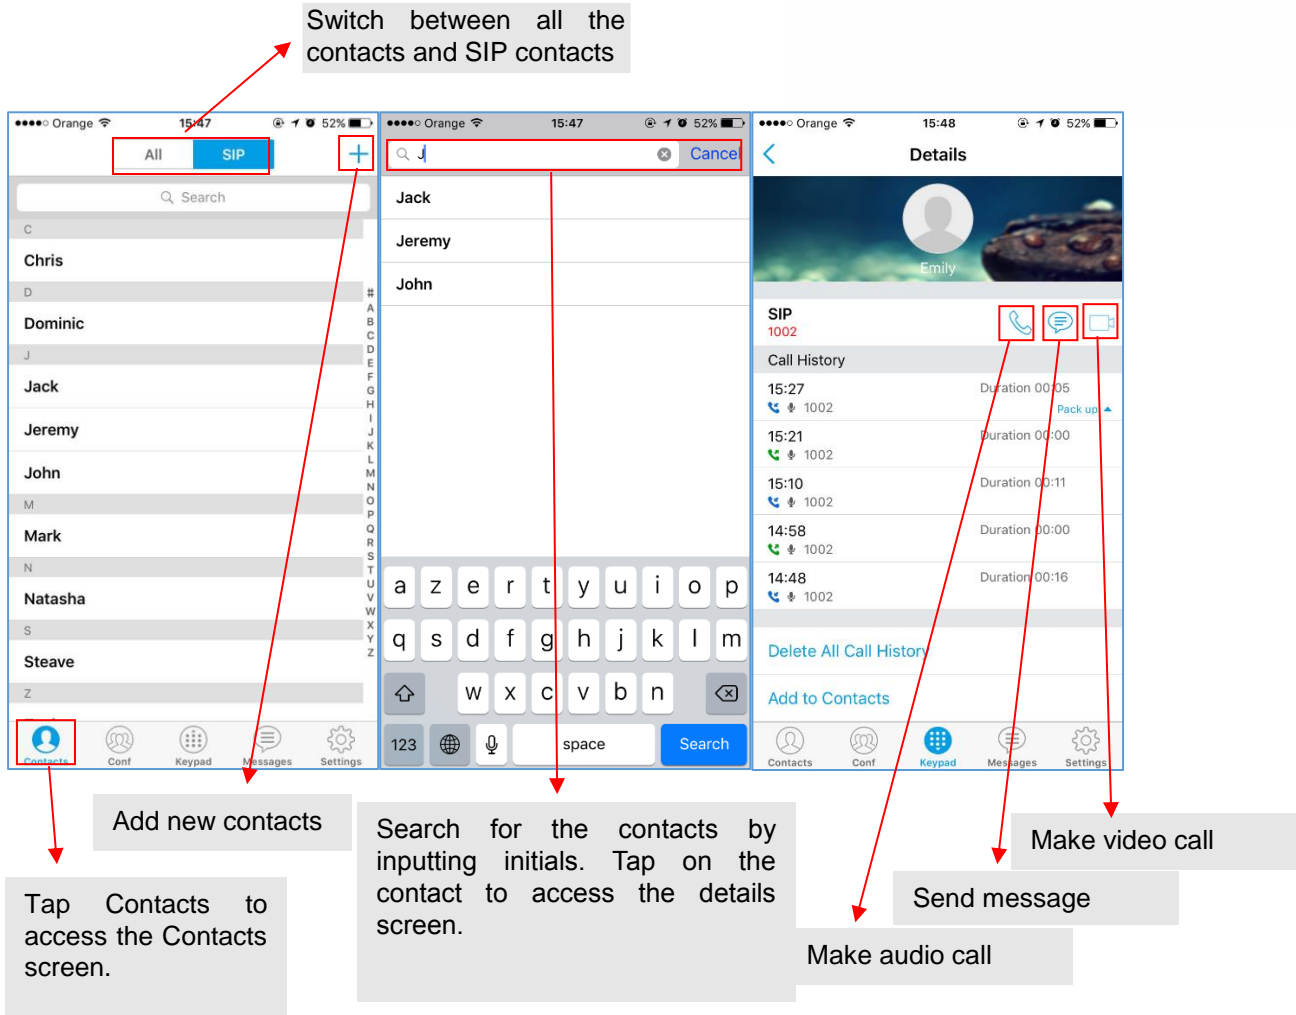 Switch between all the
contacts and SIP contacts
Orange 15:47 52%
All SIP +
Search
C
Chris
D
Dominic
J
Jack
Jeremy
John
M
Mark
N
Natasha
S
Steave
Z
#
A
B
C
D
E
F
G
H
I
J
K
L
M
N
O
P
Q
R
S
T
U
V
W
X
Y
Z
Contacts Conf Keypad Messages Settings
Orange 15:47 52%
J Cancel
Jack
Jeremy
John
a z e r t y u i o p
q s d f g h j k l m
w x c v b n
123 space Search
Orange 15:48 52%
Details
Emily
SIP
1002
Call History
15:27 Duration 00:05
1002 Pack up
15:21 Duration 00:00
1002
15:10 Duration 00:11
1002
14:58 Duration 00:00
1002
14:48 Duration 00:16
1002
Delete All Call History
Add to Contacts
Contacts Conf Keypad Messages Settings
Add new contacts
Tap Contacts to
access the Contacts
screen.
Search for the contacts by
inputting initials. Tap on the
contact to access the details
screen.
Make video call
Send message
Make audio call